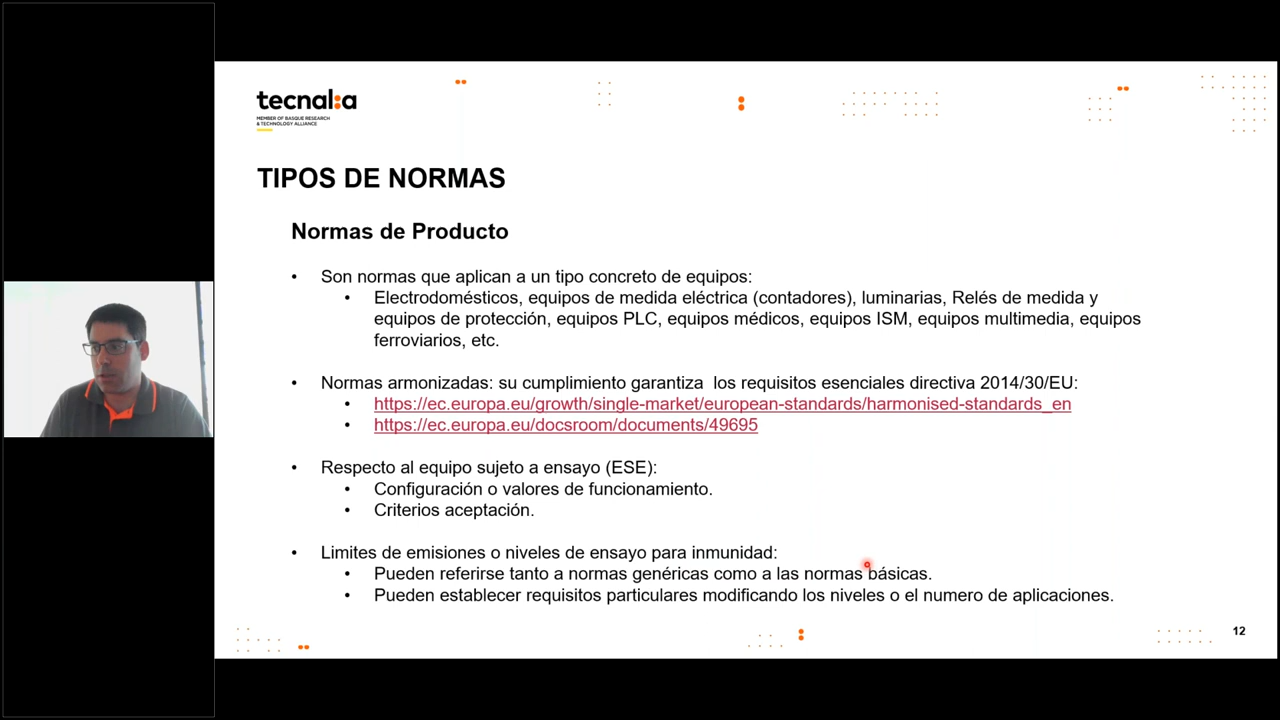 tecnal:a
MEMBER OF BASQUE RESEARCH
& TECHNOLOGY ALLIANCE
TIPOS DE NORMAS
Normas de Producto
• Son normas que aplican a un tipo concreto de equipos:
• Electrodomésticos, equipos de medida eléctrica (contadores), luminarias, Relés de medida y
equipos de protección, equipos PLC, equipos médicos, equipos ISM, equipos multimedia, equipos
ferroviarios, etc.
• Normas armonizadas: su cumplimiento garantiza  los requisitos esenciales directiva 2014/30/EU:
• https://ec.europa.eu/growth/single-market/european-standards/harmonised-standards_en
• https://ec.europa.eu/docsroom/documents/49695
• Respecto al equipo sujeto a ensayo (ESE):
• Configuración o valores de funcionamiento.
• Criterios aceptación.
• Limites de emisiones o niveles de ensayo para inmunidad:
• Pueden referirse tanto a normas genéricas como a las normas básicas.
• Pueden establecer requisitos particulares modificando los niveles o el numero de aplicaciones.
12